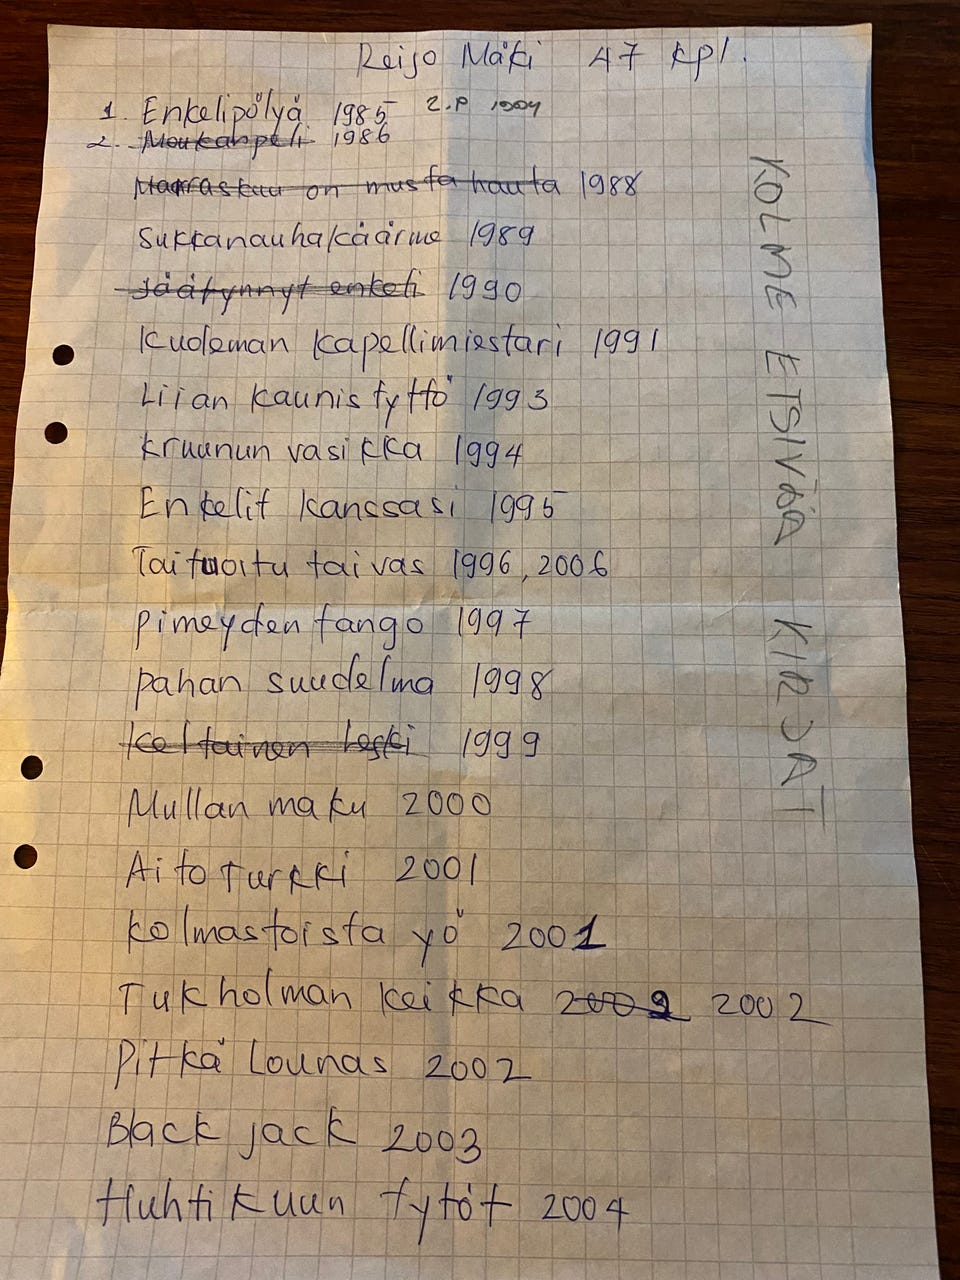 Reijo Mäki 47 kpl.
1. Enkelipölyä 1985 2.p 1994
2. Moukanpeli 1986
Marraskuu on musta hauta 1988
Sukkanauhakäärme 1989
Jäätynnyt enkeli 1990
Kuoleman kapellimestari 1991
Liian kaunis tyttö 1993
Kruunun vasikka 1994
Enkelit kanssasi 1995
Tatuoitu taivas 1996, 2006
Pimeyden tango 1997
Pahan suudelma 1998
Keltainen leski 1999
Mullan maku 2000
Aito turkki 2001
Kolmastoista yö 2001
Tukholman keikka 2002 2002
Pitkä Lounas 2002
Black jack 2003
Huhtikuun tytöt 2004
KOLME ETSIVÄÄ KIRJAT